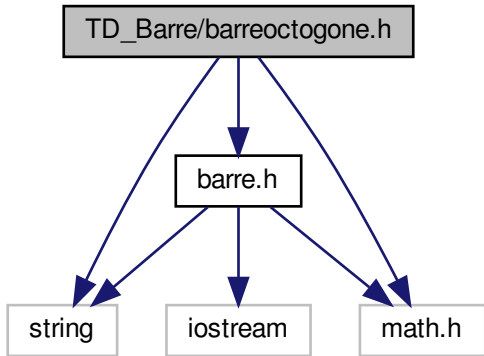 TD_Barre/barreoctogone.h
barre.h
string
iostream
math.h